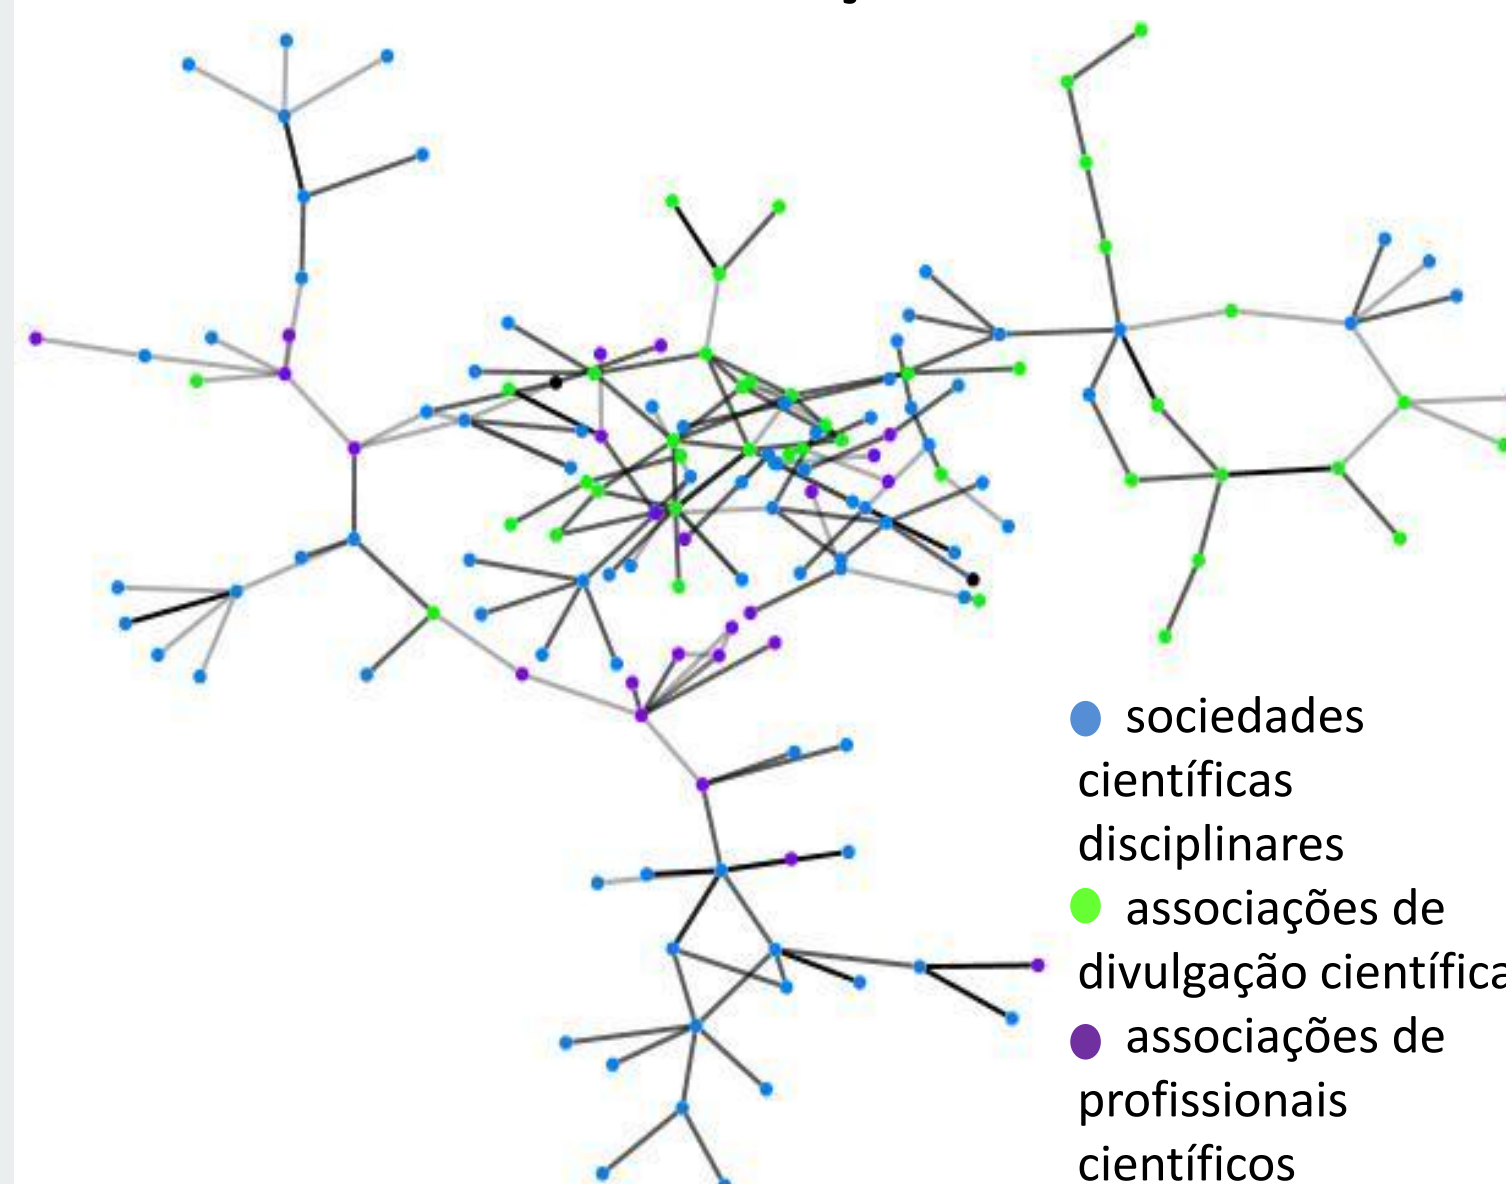 sociedades
científicas
disciplinares
associações de
divulgação científica
associações de
profissionais
científicos